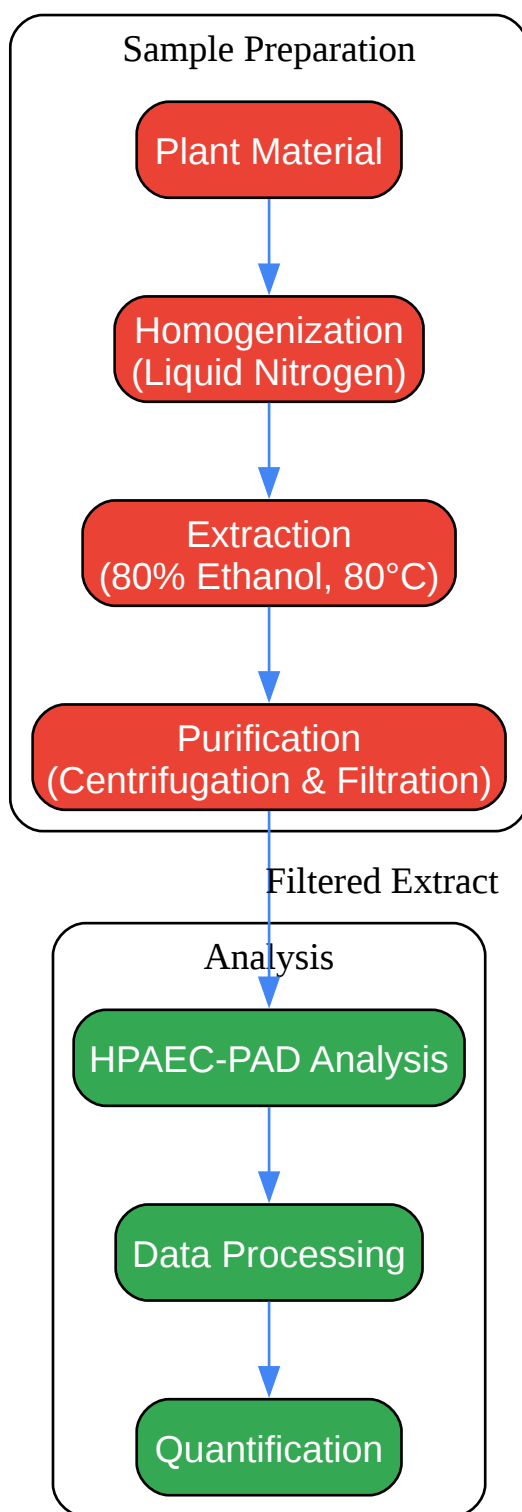 Sample Preparation
Plant Material
Homogenization
(Liquid Nitrogen)
Extraction
(80% Ethanol, 80°C)
Purification
(Centrifugation & Filtration)
Filtered Extract
Analysis
HPAEC-PAD Analysis
Data Processing
Quantification